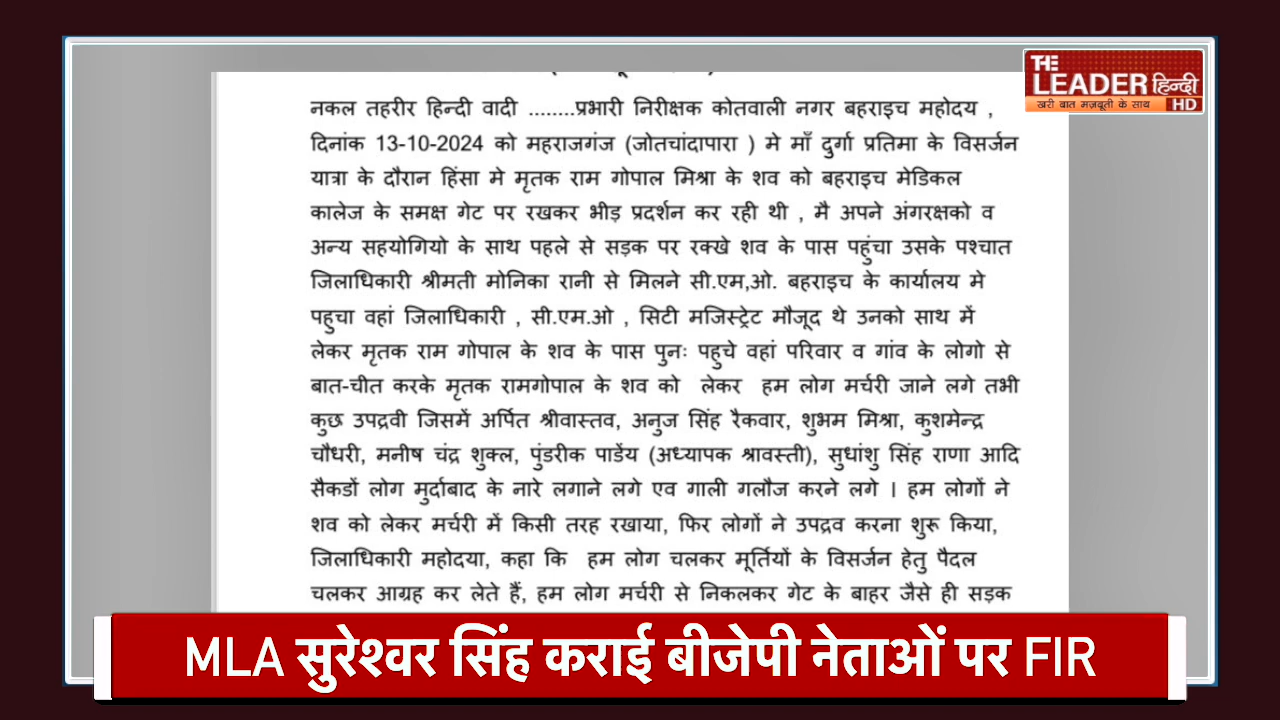 THE
LEADER हिन्दी
खरी बात मज़बूती के साथ HD
नकल तहरीर हिन्दी वादी ........प्रभारी निरीक्षक कोतवाली नगर बहराइच महोदय ,
दिनांक 13-10-2024 को महराजगंज (जोतचांदापारा ) मे माँ दुर्गा प्रतिमा के विसर्जन
यात्रा के दौरान हिंसा मे मृतक राम गोपाल मिश्रा के शव को बहराइच मेडिकल
कालेज के समक्ष गेट पर रखकर भीड़ प्रदर्शन कर रही थी , मै अपने अंगरक्षको व
अन्य सहयोगियो के साथ पहले से सड़क पर रक्खे शव के पास पहुंचा उसके पश्चात
जिलाधिकारी श्रीमती मोनिका रानी से मिलने सी.एम,ओ. बहराइच के कार्यालय मे
पहुचा वहां जिलाधिकारी , सी.एम.ओ , सिटी मजिस्ट्रेट मौजूद थे उनको साथ में
लेकर मृतक राम गोपाल के शव के पास पुनः पहुचे वहां परिवार व गांव के लोगो से
बात-चीत करके मृतक रामगोपाल के शव को लेकर हम लोग मर्चरी जाने लगे तभी
कुछ उपद्रवी जिसमें अर्पित श्रीवास्तव, अनुज सिंह रैकवार, शुभम मिश्रा, कुशमेन्द्र
चौधरी, मनीष चंद्र शुक्ल, पुंडरीक पाडेंय (अध्यापक श्रावस्ती), सुधांशु सिंह राणा आदि
सैकडों लोग मुर्दाबाद के नारे लगाने लगे एव गाली गलौज करने लगे । हम लोगों ने
शव को लेकर मर्चरी में किसी तरह रखाया, फिर लोगों ने उपद्रव करना शुरू किया,
जिलाधिकारी महोदया, कहा कि हम लोग चलकर मूर्तियों के विसर्जन हेतु पैदल
चलकर आग्रह कर लेते हैं, हम लोग मर्चरी से निकलकर गेट के बाहर जैसे ही सड़क
MLA सुरेश्वर सिंह कराई बीजेपी नेताओं पर FIR